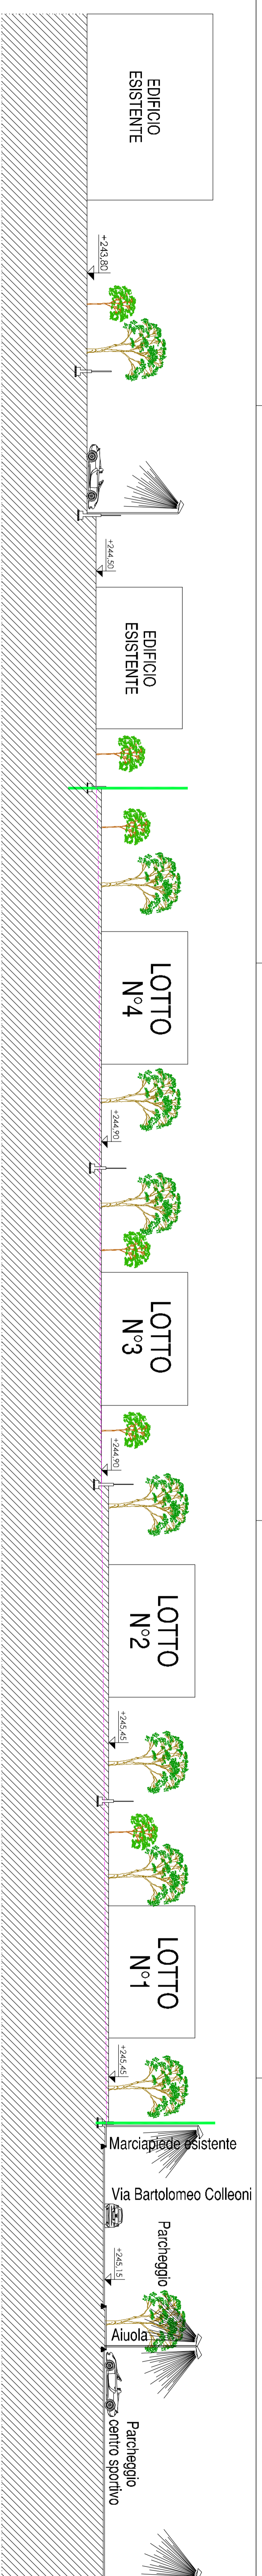 EDIFICIO
ESISTENTE
+243.80
+244.50
EDIFICIO
ESISTENTE
LOTTO
N°4
+244.90
LOTTO
N°3
+244.90
LOTTO
N°2
+245.45
LOTTO
N°1
+245.45
Marciapiede esistente
Via Bartolomeo Colleoni
Parcheggio
+245.15
Aiuola
Parcheggio
centro sportivo